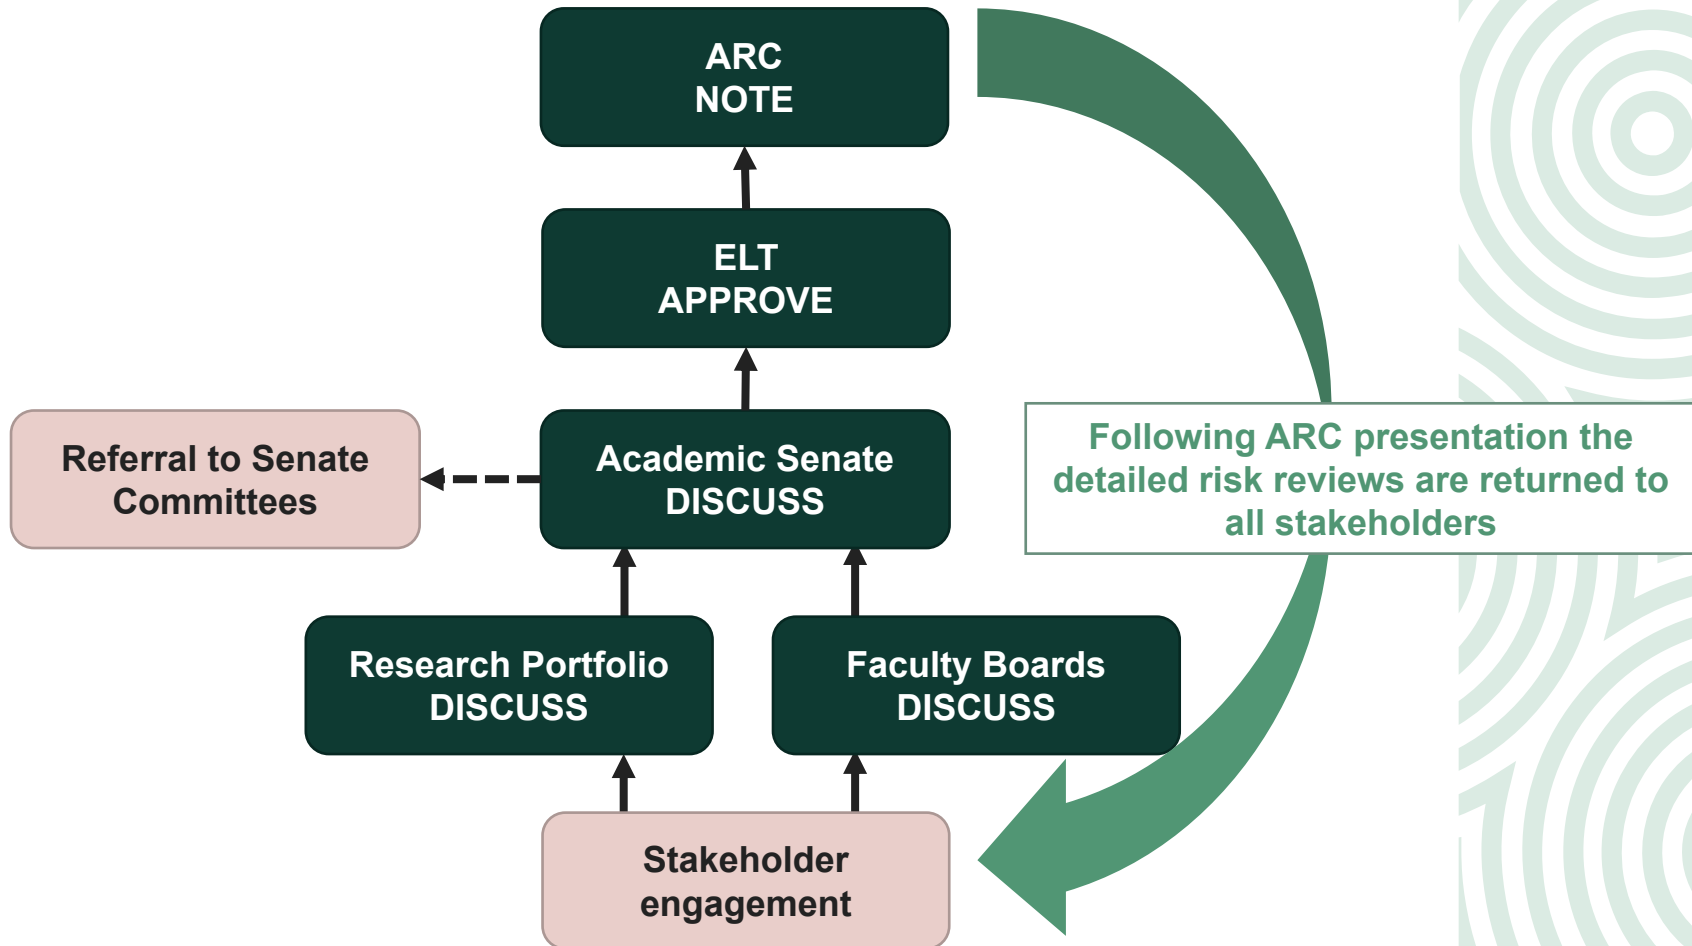 ARC
NOTE
ELT
APPROVE
Referral to Senate
Committees
Academic Senate
DISCUSS
Following ARC presentation the
detailed risk reviews are returned to
all stakeholders
Research Portfolio
DISCUSS
Faculty Boards
DISCUSS
Stakeholder
engagement